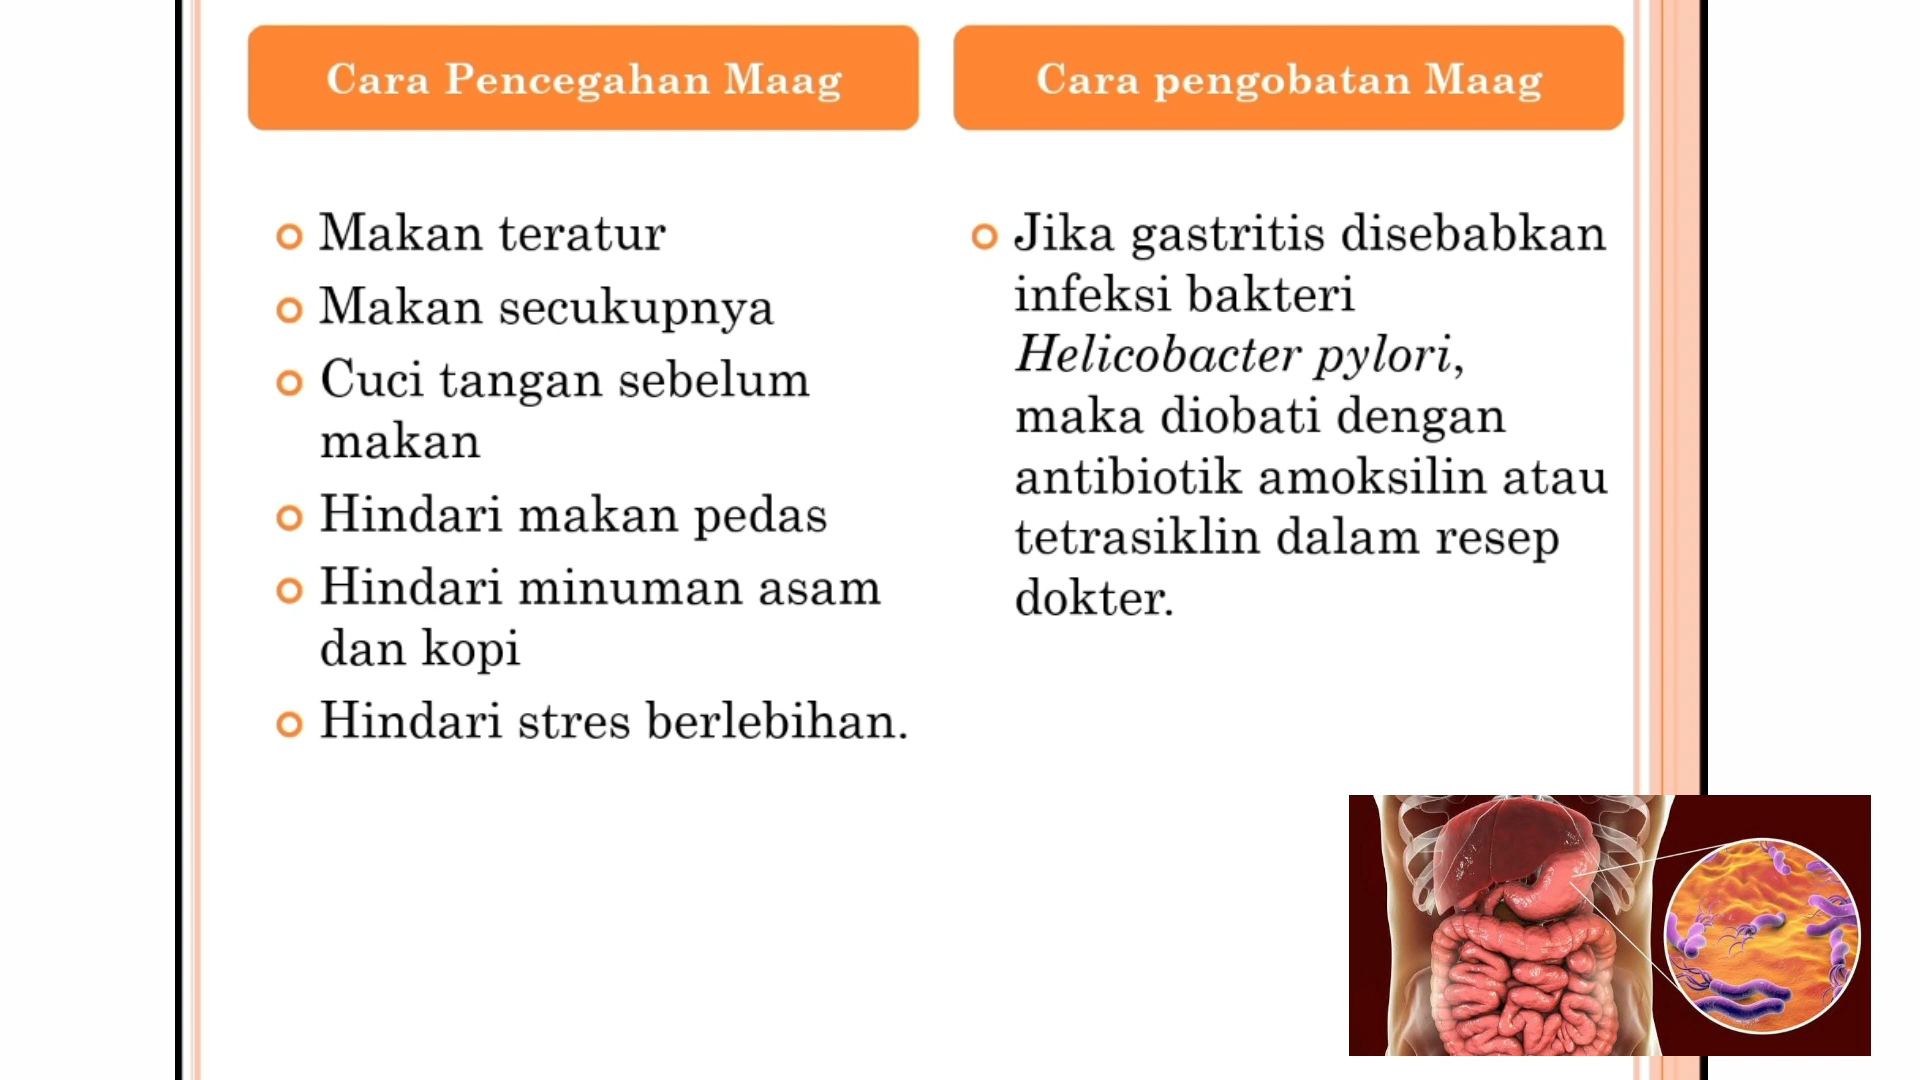 Cara Pencegahan Maag
Makan teratur
Makan secukupnya
Cuci tangan sebelum
makan
Hindari makan pedas
Hindari minuman asam
dan kopi
Hindari stres berlebihan.
Cara pengobatan Maag
Jika gastritis disebabkan
infeksi bakteri
Helicobacter pylori,
maka diobati dengan
antibiotik amoksilin atau
tetrasiklin dalam resep
dokter.